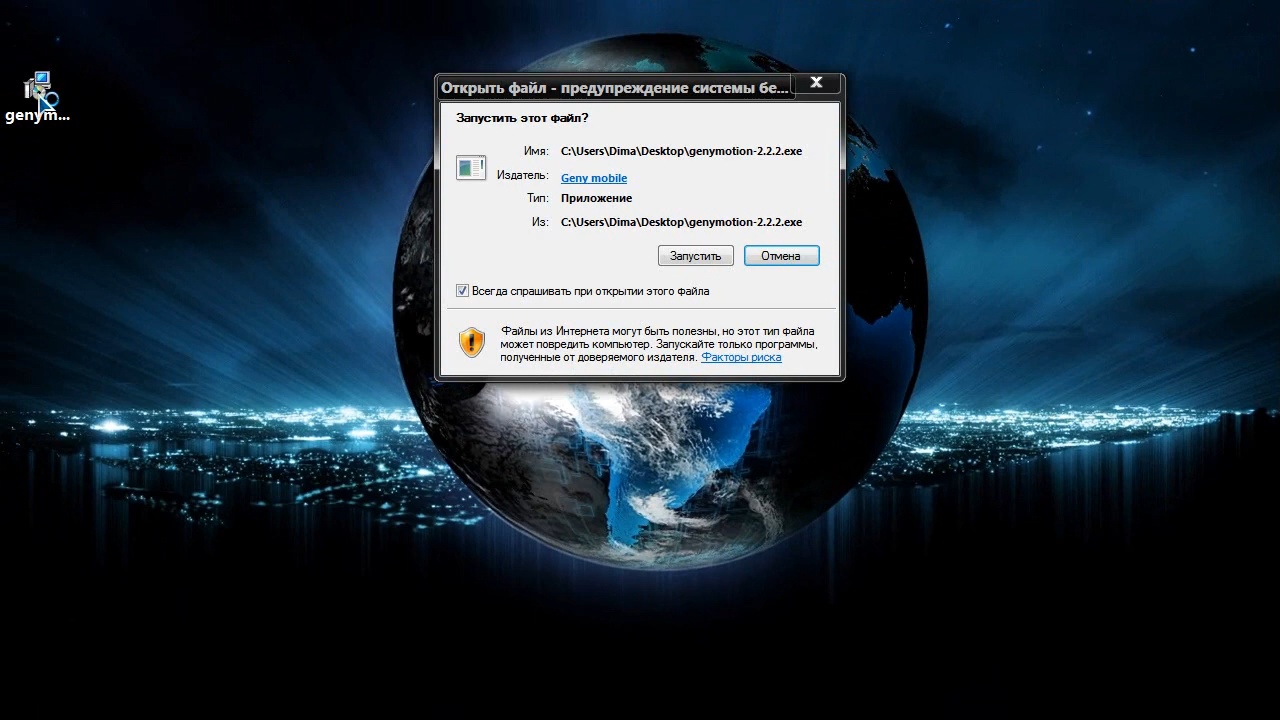 genym...
Открыть файл - предупреждение системы бе...
Запустить этот файл?
Имя: C:\Users\Dima\Desktop\genymotion-2.2.2.exe
Издатель: Geny mobile
Тип: Приложение
Из: C:\Users\Dima\Desktop\genymotion-2.2.2.exe
Запустить Отмена
Всегда спрашивать при открытии этого файла
Файлы из Интернета могут быть полезны, но этот тип файла
может повредить компьютер. Запускайте только программы,
полученные от доверяемого издателя. Факторы риска